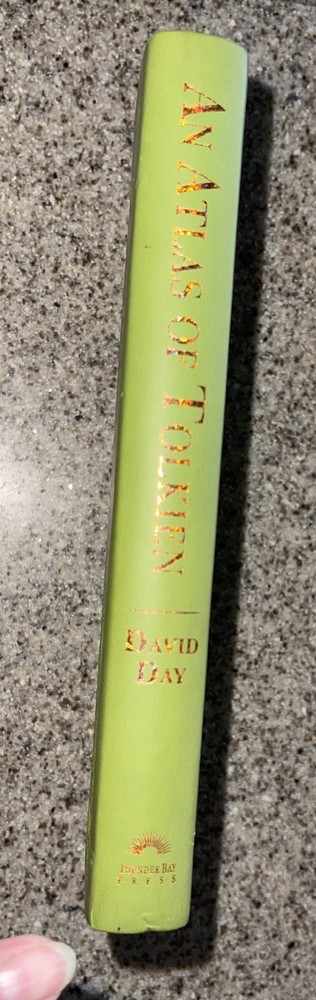 AN ATLAS OF TOLKIEN
DAVID
DAY
THUNDER BAY
PRESS